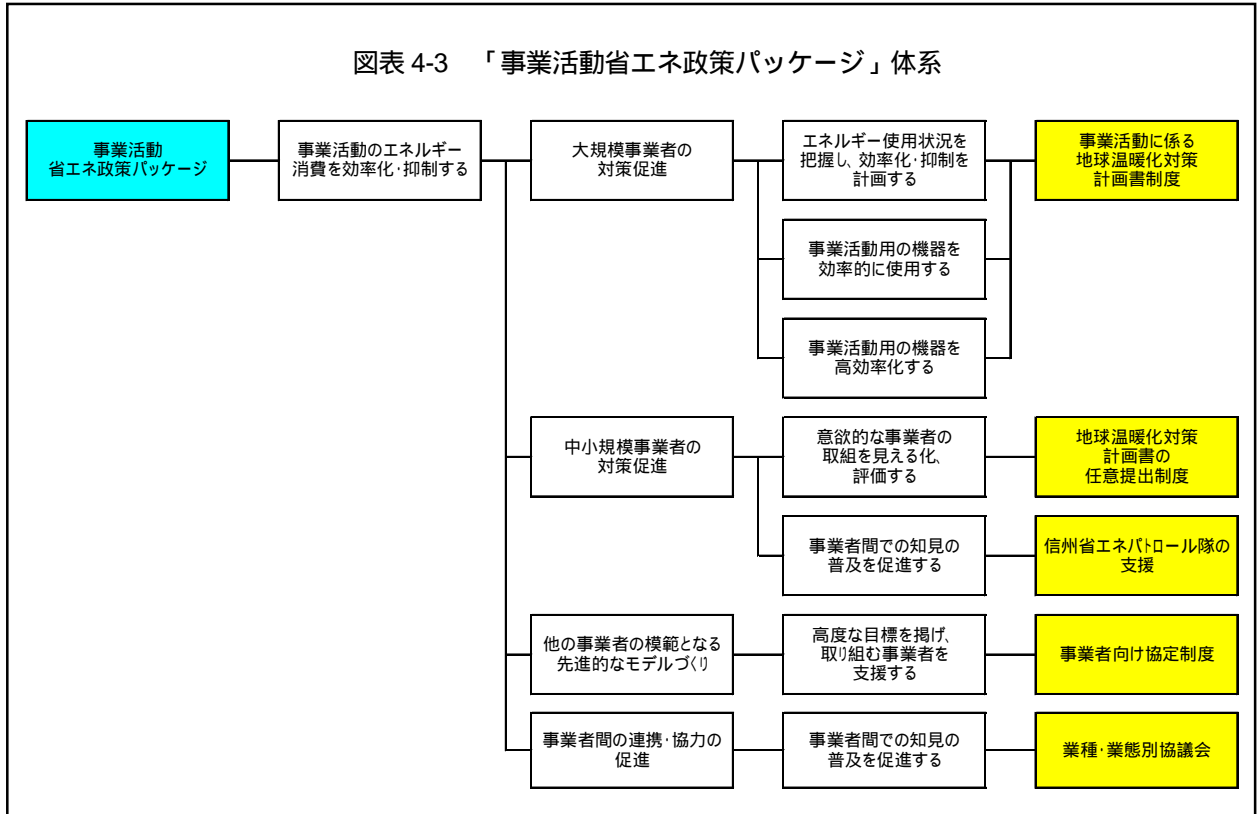 図表 4-3　「事業活動省エネ政策パッケージ」体系
事業活動
省エネ政策パッケージ
事業活動のエネルギー
消費を効率化･抑制する
大規模事業者の
対策促進
エネルギー使用状況を
把握し、効率化･抑制を
計画する
事業活動に係る
地球温暖化対策
計画書制度
事業活動用の機器を
効率的に使用する
事業活動用の機器を
高効率化する
中小規模事業者の
対策促進
意欲的な事業者の
取組を見える化、
評価する
地球温暖化対策
計画書の
任意提出制度
事業者間での知見の
普及を促進する
信州省エネパトロール隊の
支援
他の事業者の模範となる
先進的なモデルづくり
高度な目標を掲げ、
取り組む事業者を
支援する
事業者向け協定制度
事業者間の連携･協力の
促進
事業者間での知見の
普及を促進する
業種･業態別協議会